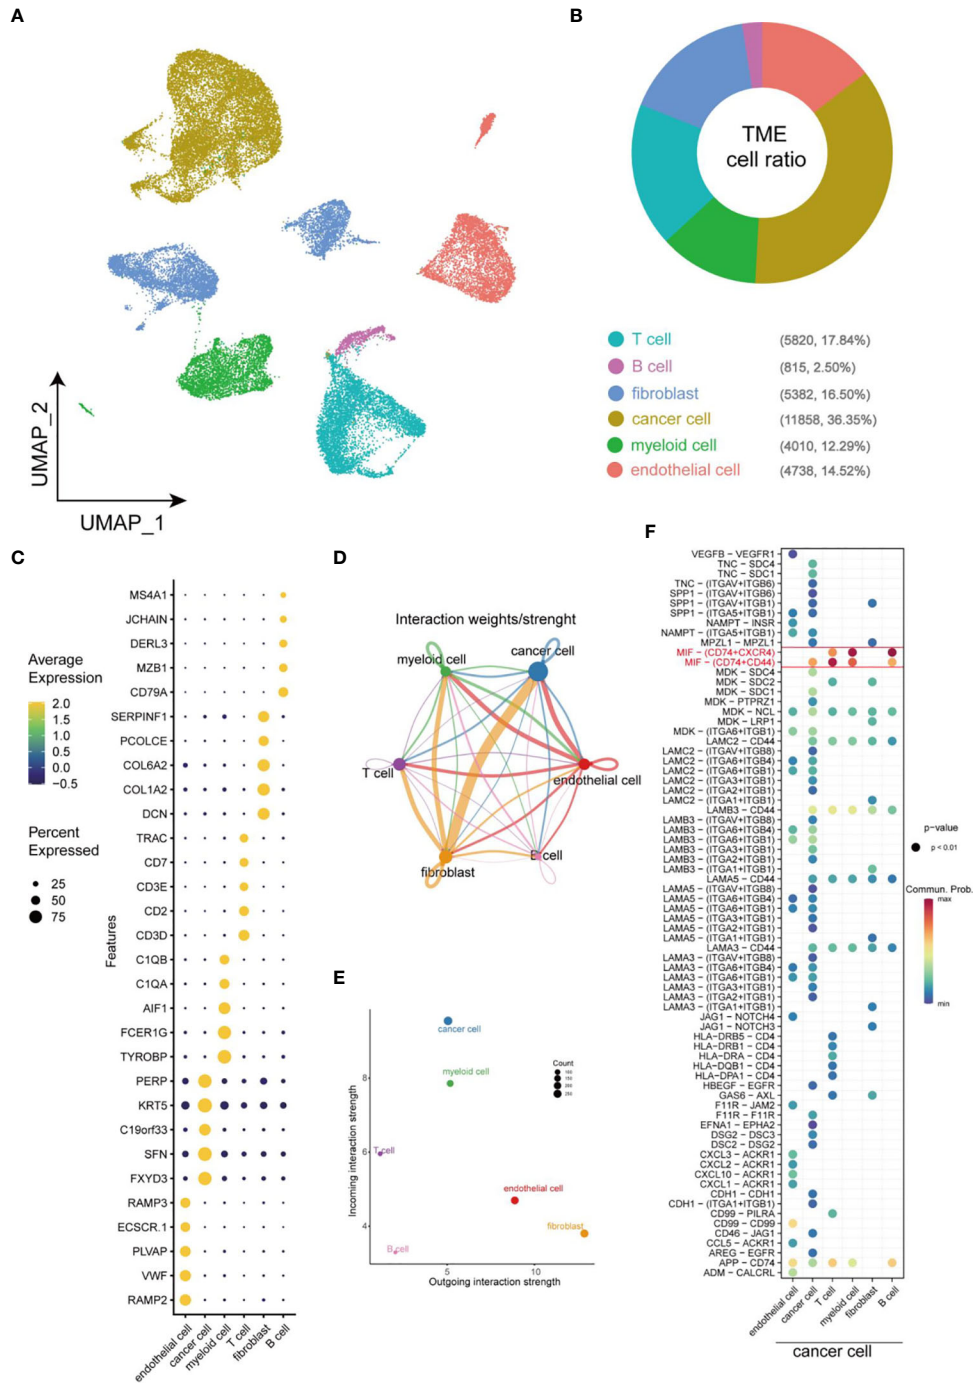 A
UMAP_2
UMAP_1
B
TME
cell ratio
T cell (5820, 17.84%)
B cell (815, 2.50%)
fibroblast (5382, 16.50%)
cancer cell (11858, 36.35%)
myeloid cell (4010, 12.29%)
endothelial cell (4738, 14.52%)
C
Average
Expression
2.0
1.5
1.0
0.5
0.0
−0.5
Percent
Expressed
25
50
75
Features
MS4A1
JCHAIN
DERL3
MZB1
CD79A
SERPINF1
PCOLCE
COL6A2
COL1A2
DCN
TRAC
CD7
CD3E
CD2
CD3D
C1QB
C1QA
AIF1
FCER1G
TYROBP
PERP
KRT5
C19orf33
SFN
FXYD3
RAMP3
ECSCR.1
PLVAP
VWF
RAMP2
endothelial cell
cancer cell
myeloid cell
T cell
fibroblast
B cell
D
Interaction weights/strenght
myeloid cell
cancer cell
T cell
endothelial cell
fibroblast
B cell
E
Incoming interaction strength
8
6
4
5
10
Outgoing interaction strength
cancer cell
myeloid cell
T cell
endothelial cell
fibroblast
B cell
Count
F
VEGFB − VEGFR1
TNC − SDC4
TNC − SDC1
TNC − (ITGAV+ITGB6)
SPP1 − (ITGAV+ITGB6)
SPP1 − (ITGAV+ITGB1)
SPP1 − (ITGA5+ITGB1)
NAMPT − INSR
NAMPT − (ITGA5+ITGB1)
MPZL1 − MPZL1
MIF − (CD74+CXCR4)
MIF − (CD74+CD44)
MDK − SDC4
MDK − SDC2
MDK − SDC1
MDK − PTPRZ1
MDK − NCL
MDK − LRP1
MDK − (ITGA6+ITGB1)
LAMC2 − CD44
LAMC2 − (ITGAV+ITGB8)
LAMC2 − (ITGA6+ITGB4)
LAMC2 − (ITGA6+ITGB1)
LAMC2 − (ITGA3+ITGB1)
LAMC2 − (ITGA2+ITGB1)
LAMC2 − (ITGA1+ITGB1)
LAMB3 − CD44
LAMB3 − (ITGAV+ITGB8)
LAMB3 − (ITGA6+ITGB4)
LAMB3 − (ITGA6+ITGB1)
LAMB3 − (ITGA3+ITGB1)
LAMB3 − (ITGA2+ITGB1)
LAMB3 − (ITGA1+ITGB1)
LAMA5 − CD44
LAMA5 − (ITGAV+ITGB8)
LAMA5 − (ITGA6+ITGB4)
LAMA5 − (ITGA6+ITGB1)
LAMA5 − (ITGA3+ITGB1)
LAMA5 − (ITGA2+ITGB1)
LAMA5 − (ITGA1+ITGB1)
LAMA3 − CD44
LAMA3 − (ITGAV+ITGB8)
LAMA3 − (ITGA6+ITGB4)
LAMA3 − (ITGA6+ITGB1)
LAMA3 − (ITGA3+ITGB1)
LAMA3 − (ITGA2+ITGB1)
LAMA3 − (ITGA1+ITGB1)
JAG1 − NOTCH4
JAG1 − NOTCH3
HLA−DRB5 − CD4
HLA−DRB1 − CD4
HLA−DRA − CD4
HLA−DQB1 − CD4
HLA−DPA1 − CD4
HBEGF − EGFR
GAS6 − AXL
F11R − JAM2
F11R − F11R
EFNA1 − EPHA2
DSG2 − DSC3
DSC2 − DSG2
CXCL3 − ACKR1
CXCL2 − ACKR1
CXCL10 − ACKR1
CXCL1 − ACKR1
CDH1 − CDH1
CDH1 − (ITGA1+ITGB1)
CD99 − PILRA
CD99 − CD99
CD46 − JAG1
CCL5 − ACKR1
AREG − EGFR
APP − CD74
ADM − CALCRL
endothelial cell
cancer cell
T cell
myeloid cell
fibroblast
B cell
cancer cell
p−value
p < 0.01
Commun. Prob.
max
min